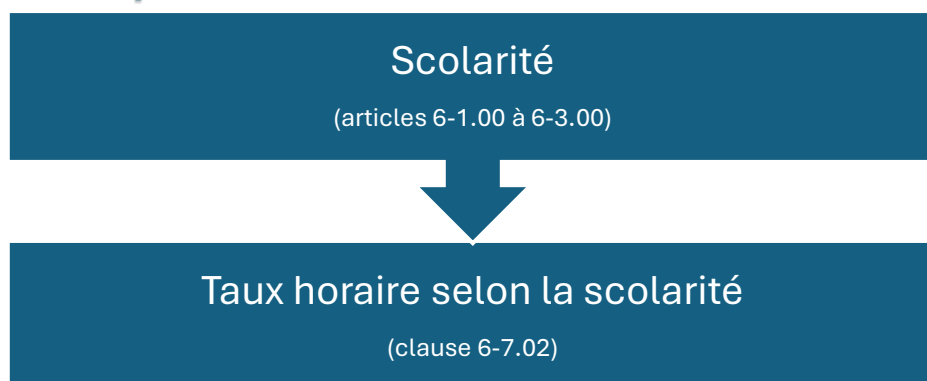 Scolarité
(articles 6-1.00 à 6-3.00)
Taux horaire selon la scolarité
(clause 6-7.02)